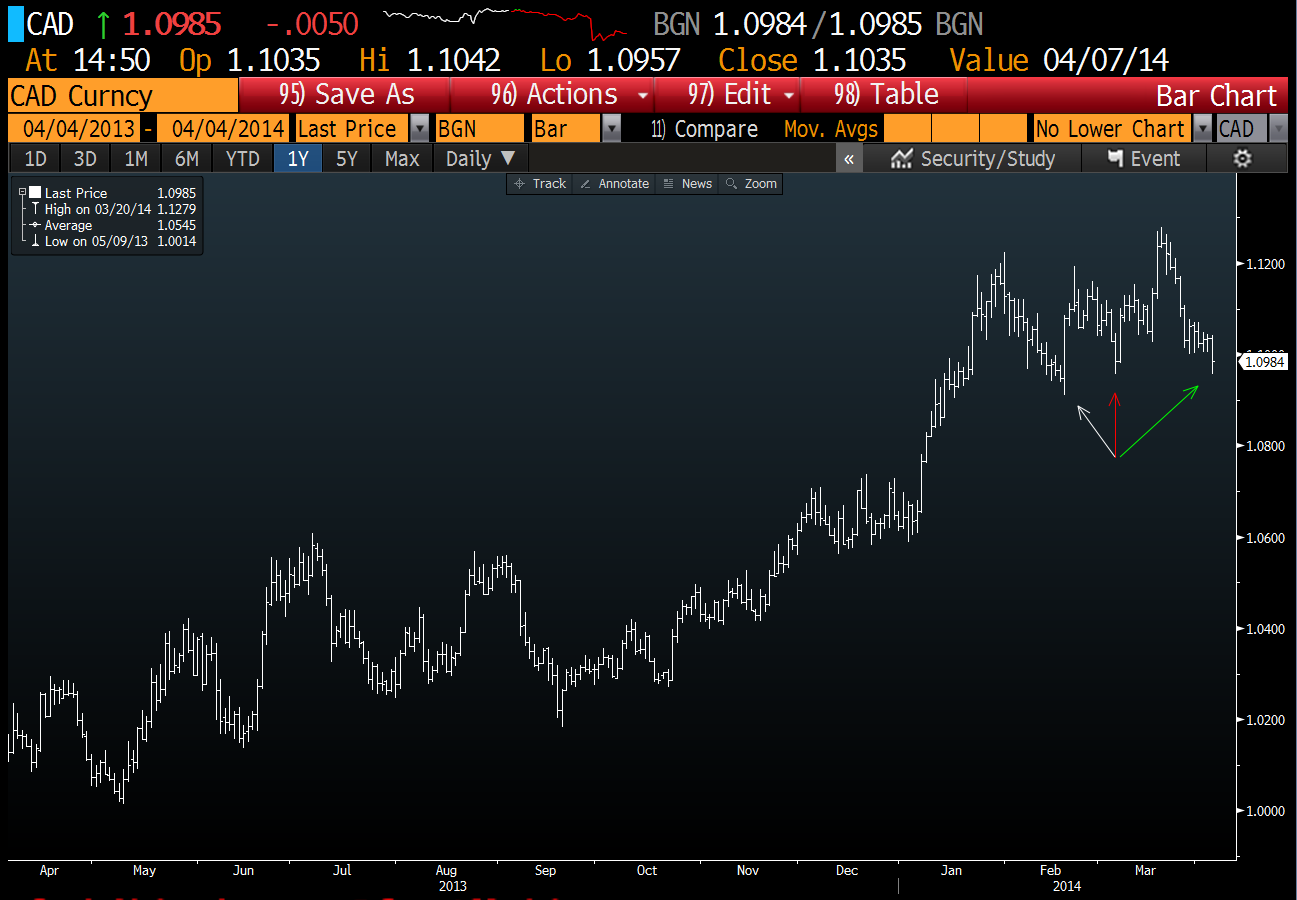 CAD ↑ 1.0985 -.0050 BGN 1.0984/1.0985 BGN
At 14:50 Op 1.1035 Hi 1.1042 Lo 1.0957 Close 1.1035 Value 04/07/14
CAD Curncy 95) Save As 96) Actions 97) Edit 98) Table Bar Chart
04/04/2013 - 04/04/2014 Last Price BGN Bar 11) Compare Mov. Avgs No Lower Chart CAD
1D 3D 1M 6M YTD 1Y 5Y Max Daily ▼ « Security/Study Event
Track Annotate News Zoom
Last Price 1.0985
High on 03/20/14 1.1279
Average 1.0545
Low on 05/09/13 1.0014
1.1200
1.0984
1.0800
1.0600
1.0400
1.0200
1.0000
Apr May Jun Jul Aug Sep Oct Nov Dec Jan Feb Mar
2013 2014